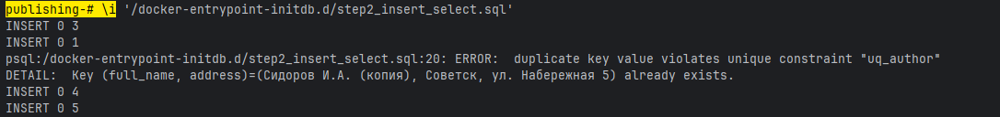 publishing-# \i '/docker-entrypoint-initdb.d/step2_insert_select.sql'
INSERT 0 3
INSERT 0 1
psql:/docker-entrypoint-initdb.d/step2_insert_select.sql:20: ERROR:  duplicate key value violates unique constraint "uq_author"
DETAIL:  Key (full_name, address)=(Сидоров И.А. (копия), Советск, ул. Набережная 5) already exists.
INSERT 0 4
INSERT 0 5